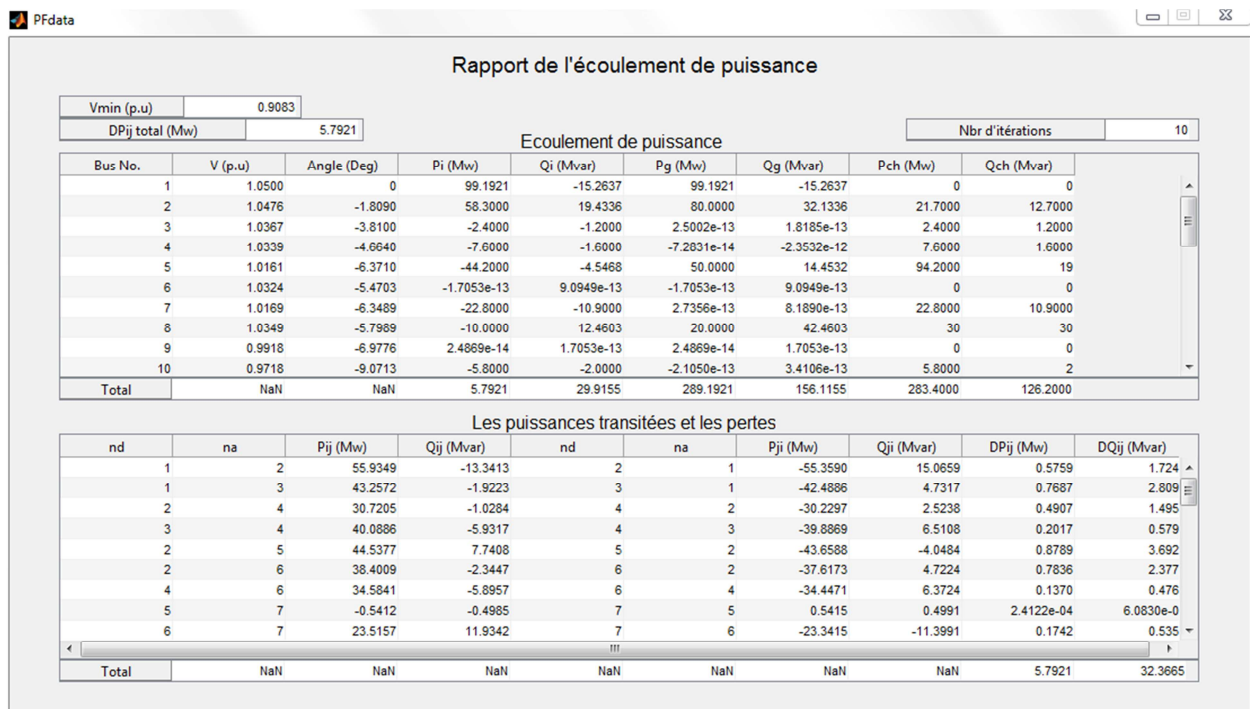 PFdata
Rapport de l'écoulement de puissance
Vmin (p.u) 0.9083
DPij total (Mw) 5.7921 Nbr d'itérations 10
Ecoulement de puissance
Bus No. V (p.u) Angle (Deg) Pi (Mw) Qi (Mvar) Pg (Mw) Qg (Mvar) Pch (Mw) Qch (Mvar)
1 1.0500 0 99.1921 -15.2637 99.1921 -15.2637 0 0
2 1.0476 -1.8090 58.3000 19.4336 80.0000 32.1336 21.7000 12.7000
3 1.0367 -3.8100 -2.4000 -1.2000 2.5002e-13 1.8185e-13 2.4000 1.2000
4 1.0339 -4.6640 -7.6000 -1.6000 -7.2831e-14 -2.3532e-12 7.6000 1.6000
5 1.0161 -6.3710 -44.2000 -4.5468 50.0000 14.4532 94.2000 19
6 1.0324 -5.4703 -1.7053e-13 9.0949e-13 -1.7053e-13 9.0949e-13 0 0
7 1.0169 -6.3489 -22.8000 -10.9000 2.7356e-13 8.1890e-13 22.8000 10.9000
8 1.0349 -5.7989 -10.0000 12.4603 20.0000 42.4603 30 30
9 0.9918 -6.9776 2.4869e-14 1.7053e-13 2.4869e-14 1.7053e-13 0 0
10 0.9718 -9.0713 -5.8000 -2.0000 -2.1050e-13 3.4106e-13 5.8000 2
Total NaN NaN 5.7921 29.9155 289.1921 156.1155 283.4000 126.2000
Les puissances transitées et les pertes
nd na Pij (Mw) Qij (Mvar) nd na Pji (Mw) Qji (Mvar) DPij (Mw) DQij (Mvar)
1 2 55.9349 -13.3413 2 1 -55.3590 15.0659 0.5759 1.724
1 3 43.2572 -1.9223 3 1 -42.4886 4.7317 0.7687 2.809
2 4 30.7205 -1.0284 4 2 -30.2297 2.5238 0.4907 1.495
3 4 40.0886 -5.9317 4 3 -39.8869 6.5108 0.2017 0.579
2 5 44.5377 7.7408 5 2 -43.6588 -4.0484 0.8789 3.692
2 6 38.4009 -2.3447 6 2 -37.6173 4.7224 0.7836 2.377
4 6 34.5841 -5.8957 6 4 -34.4471 6.3724 0.1370 0.476
5 7 -0.5412 -0.4985 7 5 0.5415 0.4991 2.4122e-04 6.0830e-0
6 7 23.5157 11.9342 7 6 -23.3415 -11.3991 0.1742 0.535
Total NaN NaN NaN NaN NaN NaN NaN 5.7921 32.3665